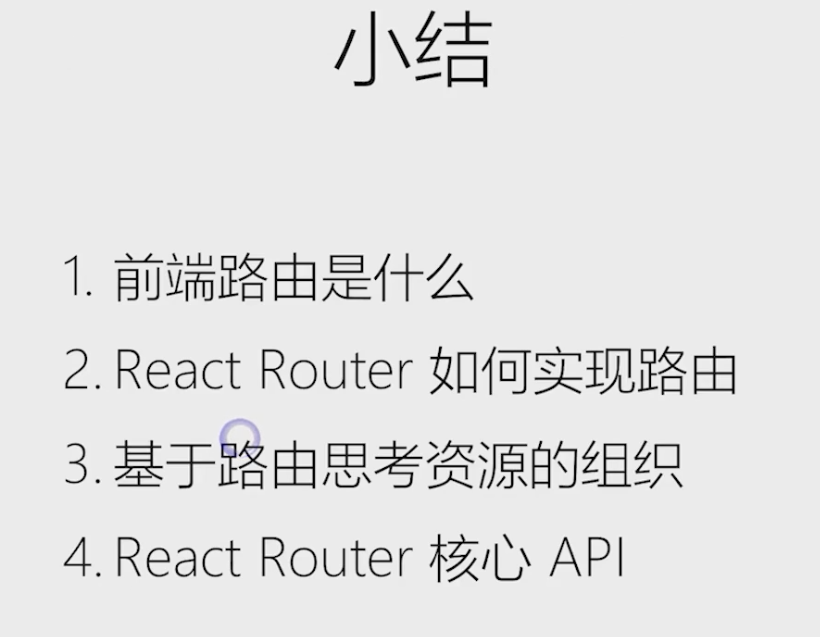 小结
1. 前端路由是什么
2. React Router 如何实现路由
3. 基于路由思考资源的组织
4. React Router 核心 API